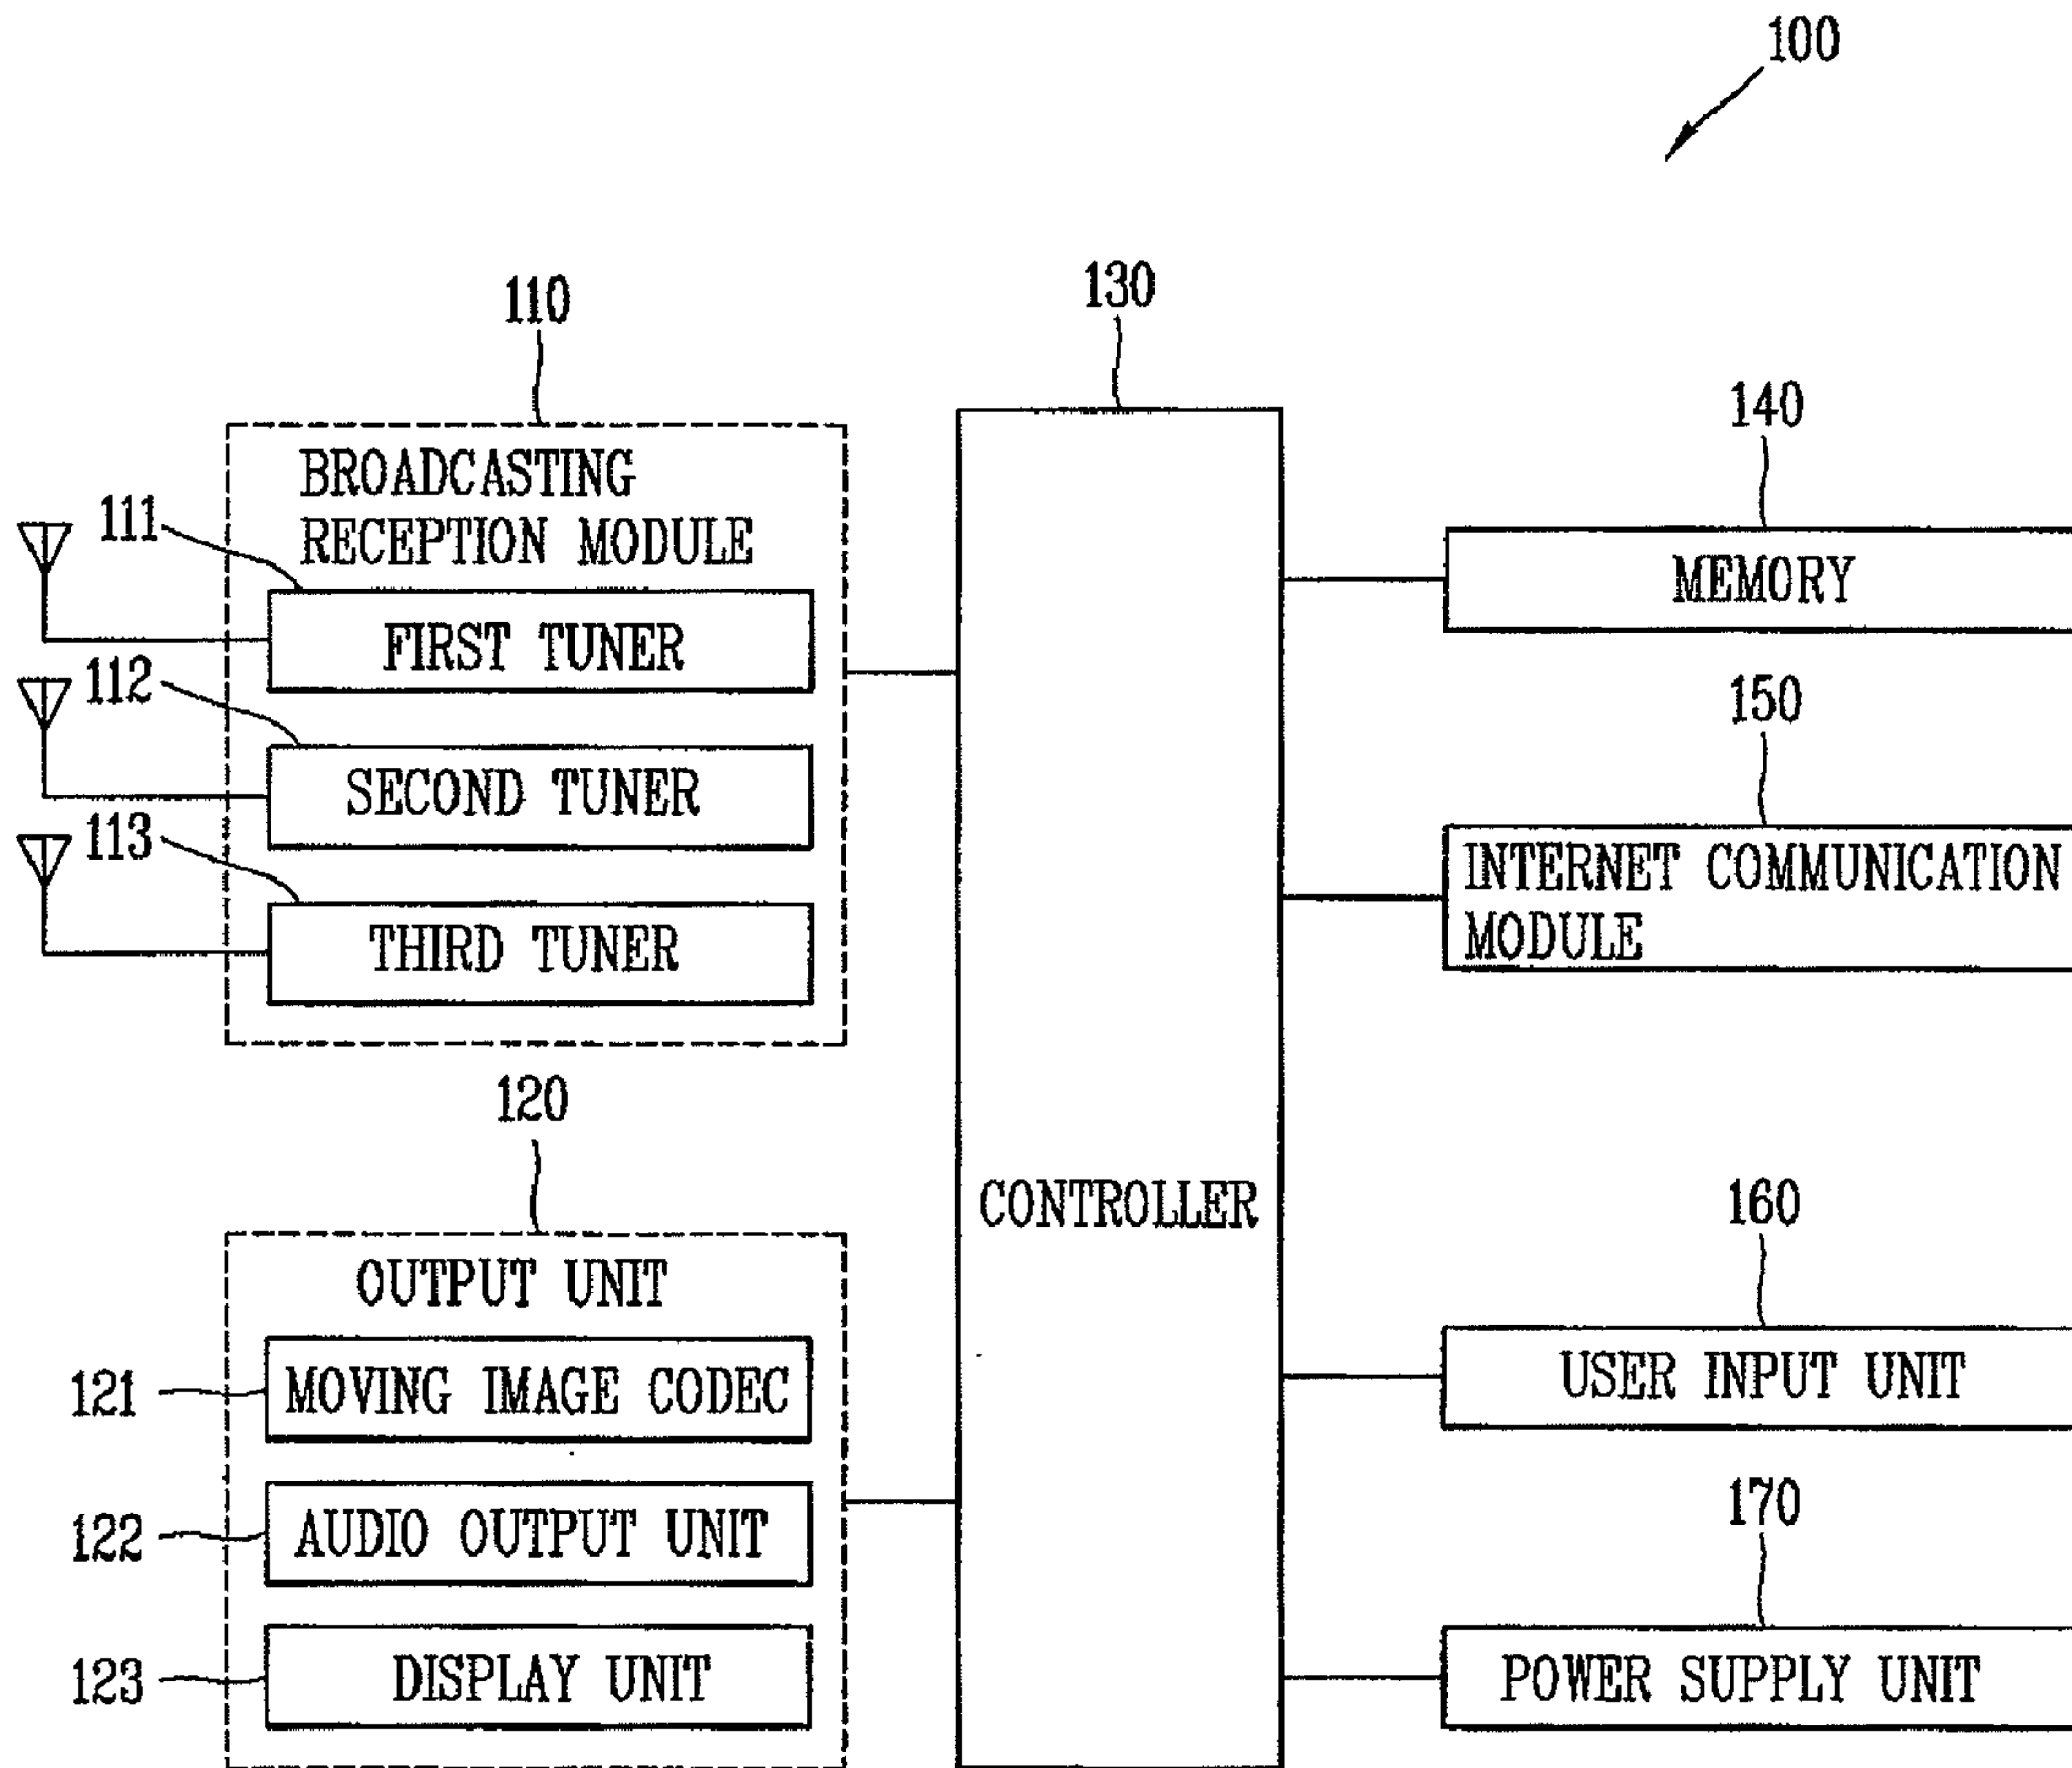 100
110
130
BROADCASTING
RECEPTION MODULE
111
FIRST TUNER
112
SECOND TUNER
113
THIRD TUNER
120
OUTPUT UNIT
121
MOVING IMAGE CODEC
122
AUDIO OUTPUT UNIT
123
DISPLAY UNIT
CONTROLLER
140
MEMORY
150
INTERNET COMMUNICATION
MODULE
160
USER INPUT UNIT
170
POWER SUPPLY UNIT